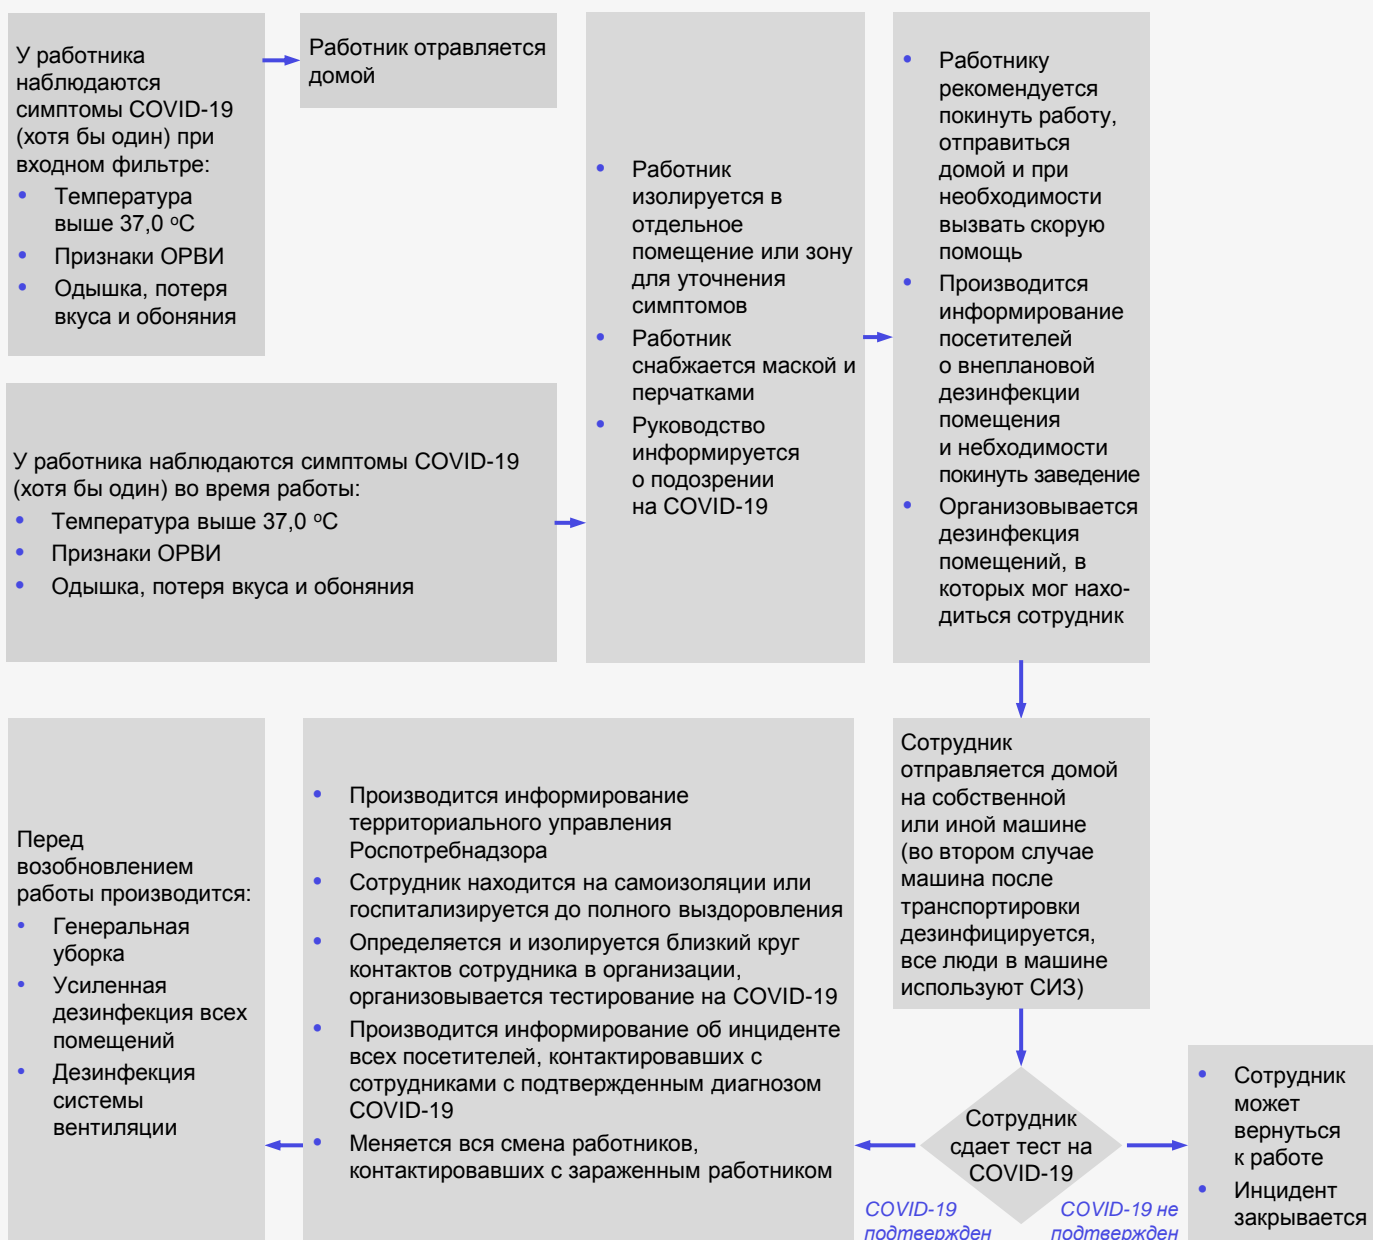 У работника
наблюдаются
симптомы COVID-19
(хотя бы один) при
входном фильтре:
• Температура
выше 37,0 ºС
• Признаки ОРВИ
• Одышка, потеря
вкуса и обоняния
Работник отравляется
домой
У работника наблюдаются симптомы COVID-19
(хотя бы один) во время работы:
• Температура выше 37,0 ºС
• Признаки ОРВИ
• Одышка, потеря вкуса и обоняния
• Работник
изолируется в
отдельное
помещение или зону
для уточнения
симптомов
• Работник
снабжается маской и
перчатками
• Руководство
информируется
о подозрении
на COVID-19
• Работнику
рекомендуется
покинуть работу,
отправиться
домой и при
необходимости
вызвать скорую
помощь
• Производится
информирование
посетителей
о внеплановой
дезинфекции
помещения
и небходимости
покинуть заведение
• Организовывается
дезинфекция
помещений, в
которых мог нахо-
диться сотрудник
Сотрудник
отправляется домой
на собственной
или иной машине
(во втором случае
машина после
транспортировки
дезинфицируется,
все люди в машине
используют СИЗ)
Сотрудник
сдает тест на
COVID-19
COVID-19
подтвержден
COVID-19 не
подтвержден
• Сотрудник
может
вернуться
к работе
• Инцидент
закрывается
• Производится информирование
территориального управления
Роспотребнадзора
• Сотрудник находится на самоизоляции или
госпитализируется до полного выздоровления
• Определяется и изолируется близкий круг
контактов сотрудника в организации,
организовывается тестирование на COVID-19
• Производится информирование об инциденте
всех посетителей, контактировавших с
сотрудниками с подтвержденным диагнозом
COVID-19
• Меняется вся смена работников,
контактировавших с зараженным работником
Перед
возобновлением
работы производится:
• Генеральная
уборка
• Усиленная
дезинфекция всех
помещений
• Дезинфекция
системы
вентиляции